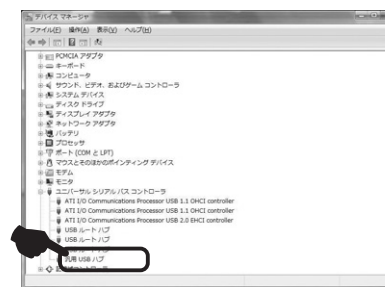 デバイス マネージャ
ファイル(F) 操作(A) 表示(V) ヘルプ(H)
PCMCIA アダプタ
キーボード
コンピュータ
サウンド、ビデオ、およびゲーム コントローラ
システム デバイス
ディスク ドライブ
ディスプレイ アダプタ
ネットワーク アダプタ
バッテリ
プロセッサ
ポート (COM と LPT)
マウスとそのほかのポインティング デバイス
モデム
モニタ
ユニバーサル シリアル バス コントローラ
ATI I/O Communications Processor USB 1.1 OHCI controller
ATI I/O Communications Processor USB 1.1 OHCI controller
ATI I/O Communications Processor USB 2.0 EHCI controller
USB ルート ハブ
USB ルート ハブ
ルート ハブ
汎用 USB ハブ